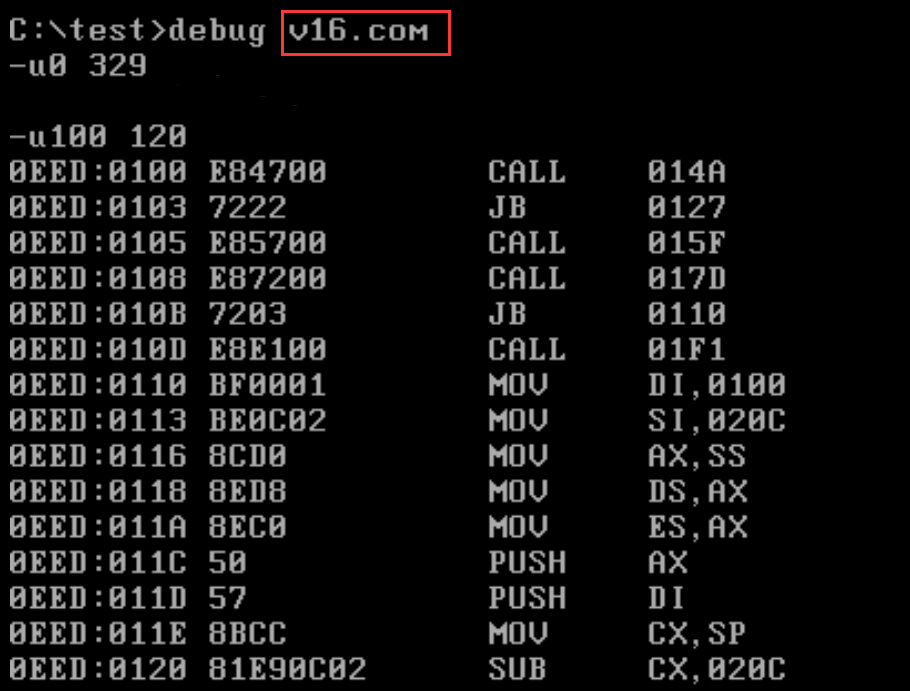 C:\test>debug v16.com
-u0 329
-u100 120
0EED:0100 E84700 CALL 014A
0EED:0103 7222 JB 0127
0EED:0105 E85700 CALL 015F
0EED:0108 E87200 CALL 017D
0EED:010B 7203 JB 0110
0EED:010D E8E100 CALL 01F1
0EED:0110 BF0001 MOV DI,0100
0EED:0113 BE0C02 MOV SI,020C
0EED:0116 8CD0 MOV AX,SS
0EED:0118 8ED8 MOV DS,AX
0EED:011A 8EC0 MOV ES,AX
0EED:011C 50 PUSH AX
0EED:011D 57 PUSH DI
0EED:011E 8BCC MOV CX,SP
0EED:0120 81E90C02 SUB CX,020C